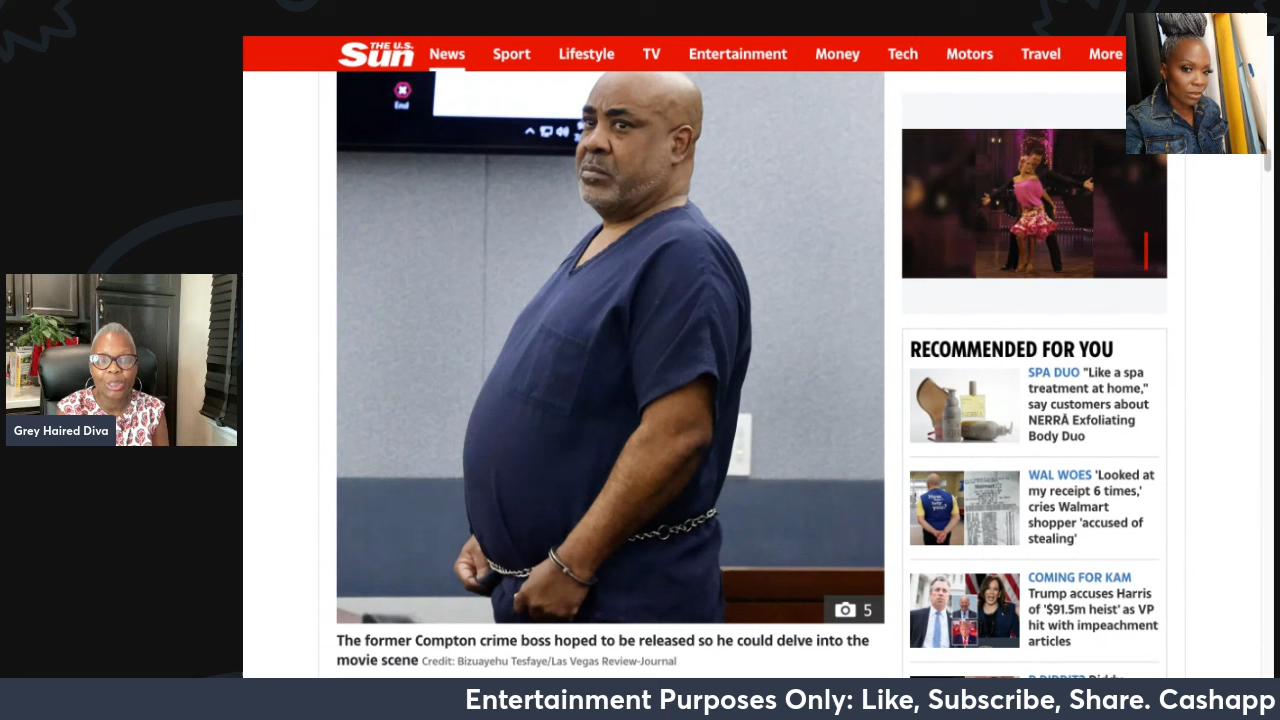 THE U.S.
Sun
News Sport Lifestyle TV Entertainment Money Tech Motors Travel More
End
5
The former Compton crime boss hoped to be released so he could delve into the
movie scene Credit: Bizuayehu Tesfaye/Las Vegas Review-Journal
RECOMMENDED FOR YOU
SPA DUO "Like a spa
treatment at home,"
say customers about
NERRÅ Exfoliating
Body Duo
WAL WOES 'Looked at
my receipt 6 times,'
cries Walmart
shopper 'accused of
stealing'
COMING FOR KAM
Trump accuses Harris
of '$91.5m heist' as VP
hit with impeachment
articles
Grey Haired Diva
Entertainment Purposes Only: Like, Subscribe, Share. Cashapp